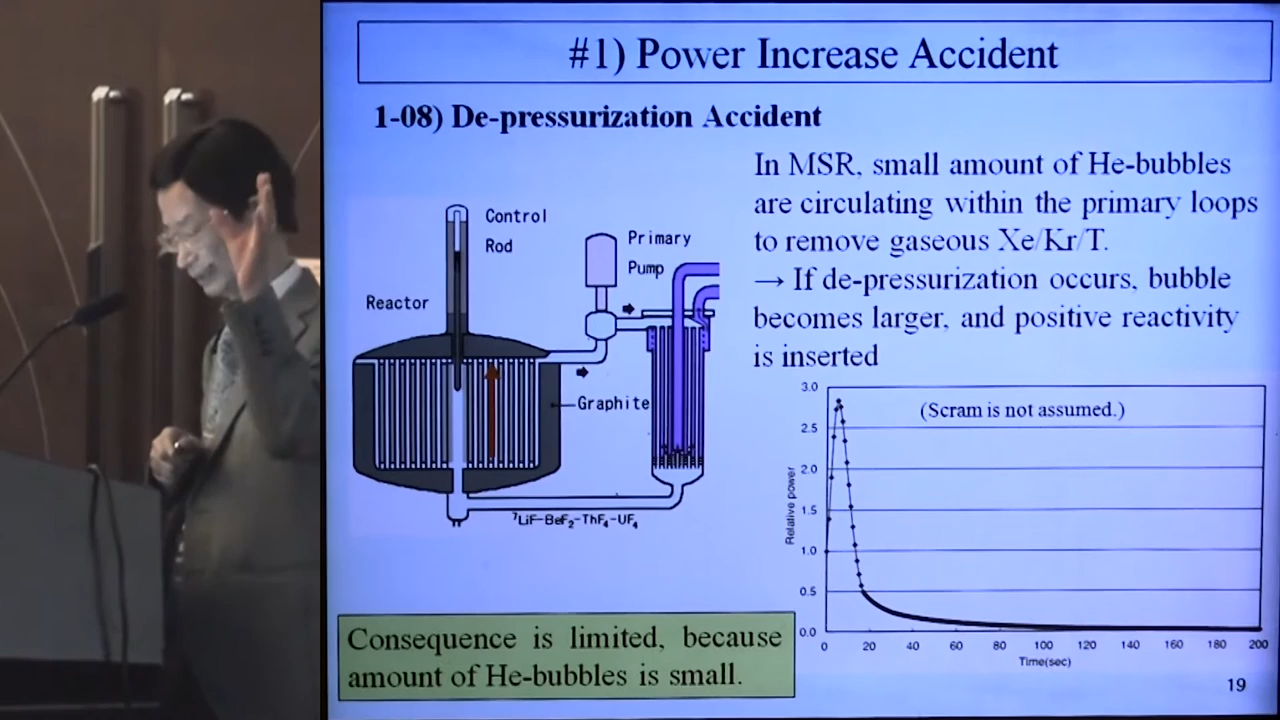 #1) Power Increase Accident
1-08) De-pressurization Accident
In MSR, small amount of He-bubbles
are circulating within the primary loops
to remove gaseous Xe/Kr/T.
→ If de-pressurization occurs, bubble
becomes larger, and positive reactivity
is inserted
Control
Rod
Primary
Pump
Reactor
Graphite
⁷LiF-BeF₂-ThF₄-UF₄
(Scram is not assumed.)
3.0
2.5
2.0
1.5
1.0
0.5
0.0
Relative power
0 20 40 60 80 100 120 140 160 180 200
Time(sec)
Consequence is limited, because
amount of He-bubbles is small.
19